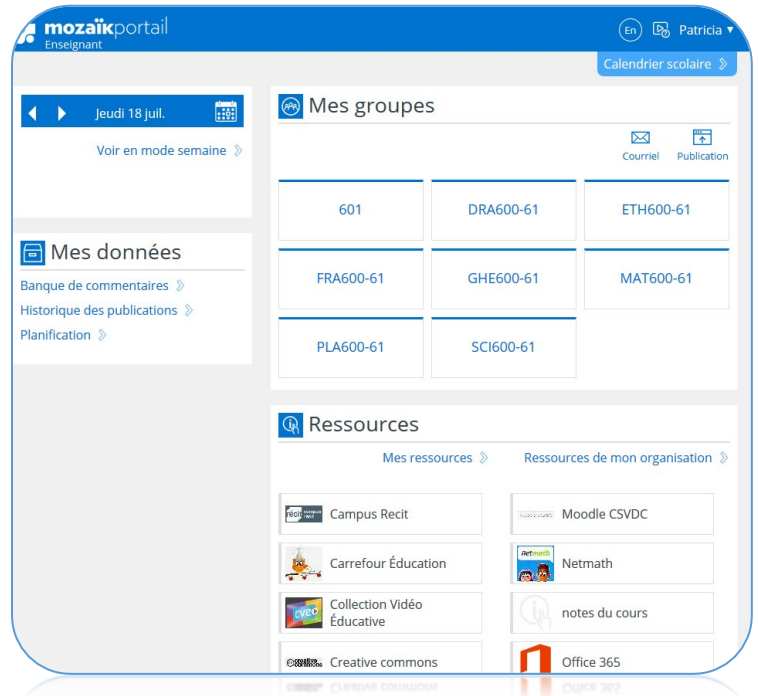 mozaïkportail
Enseignant
En
Patricia
Calendrier scolaire
Jeudi 18 juil.
Voir en mode semaine
Mes données
Banque de commentaires
Historique des publications
Planification
Mes groupes
Courriel
Publication
601
DRA600-61
ETH600-61
FRA600-61
GHE600-61
MAT600-61
PLA600-61
SCI600-61
Ressources
Mes ressources
Ressources de mon organisation
Campus Recit
Moodle CSVDC
Carrefour Éducation
Netmath
Netmath
Collection Vidéo
Éducative
cveo
notes du cours
Creative commons
Office 365